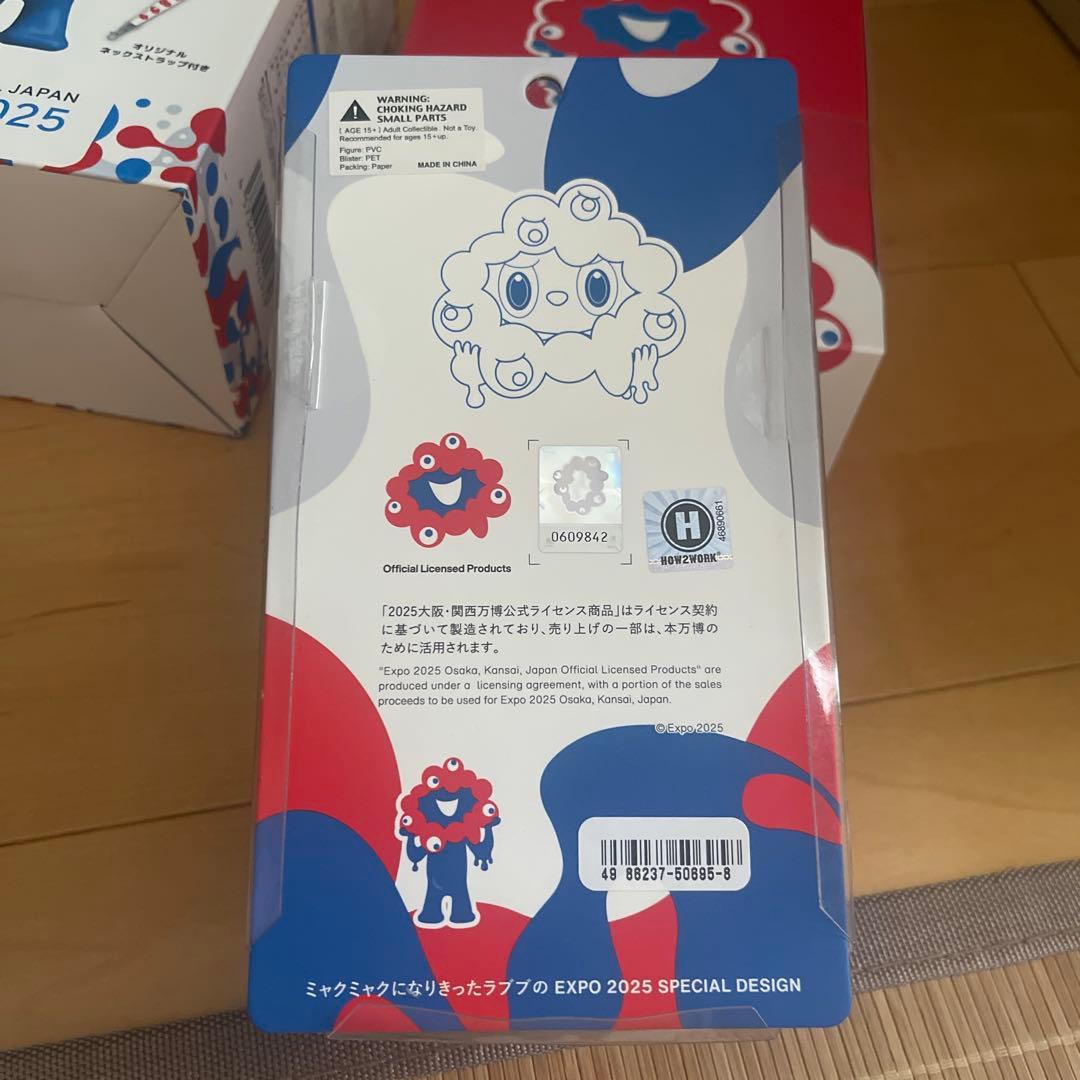 オリジナル
ネックストラップ付き
JAPAN
025
WARNING:
CHOKING HAZARD
SMALL PARTS
[ AGE 15+ ] Adult Collectible. Not a Toy.
Recommended for ages 15+up.
Figure: PVC
Blister: PET
Packing: Paper
MADE IN CHINA
Official Licensed Products
0609842
H
HOW2WORK
46890661
「2025大阪・関西万博公式ライセンス商品」はライセンス契約
に基づいて製造されており、売り上げの一部は、本万博の
ために活用されます。
"Expo 2025 Osaka, Kansai, Japan Official Licensed Products" are
produced under a licensing agreement, with a portion of the sales
proceeds to be used for Expo 2025 Osaka, Kansai, Japan.
©Expo 2025
49 86237-50695-8
ミャクミャクになりきったラブブの EXPO 2025 SPECIAL DESIGN